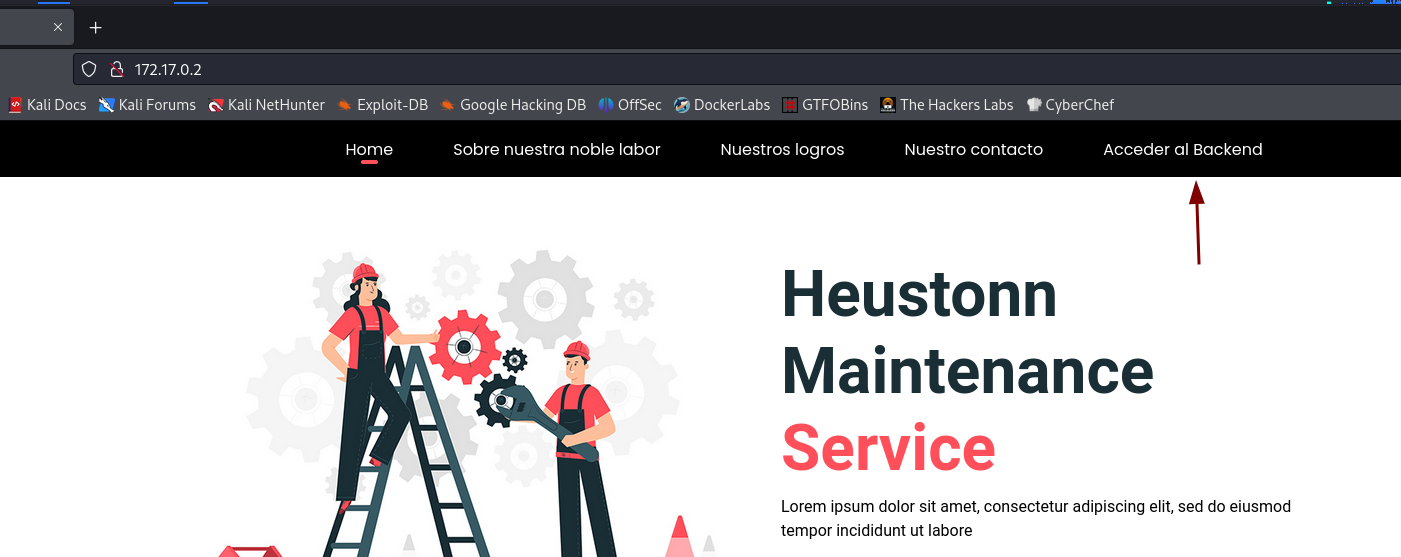 172.17.0.2
Kali Docs Kali Forums Kali NetHunter Exploit-DB Google Hacking DB OffSec DockerLabs GTFOBins The Hackers Labs CyberChef
Home Sobre nuestra noble labor Nuestros logros Nuestro contacto Acceder al Backend
Heustonn
Maintenance
Service
Lorem ipsum dolor sit amet, consectetur adipiscing elit, sed do eiusmod
tempor incididunt ut labore